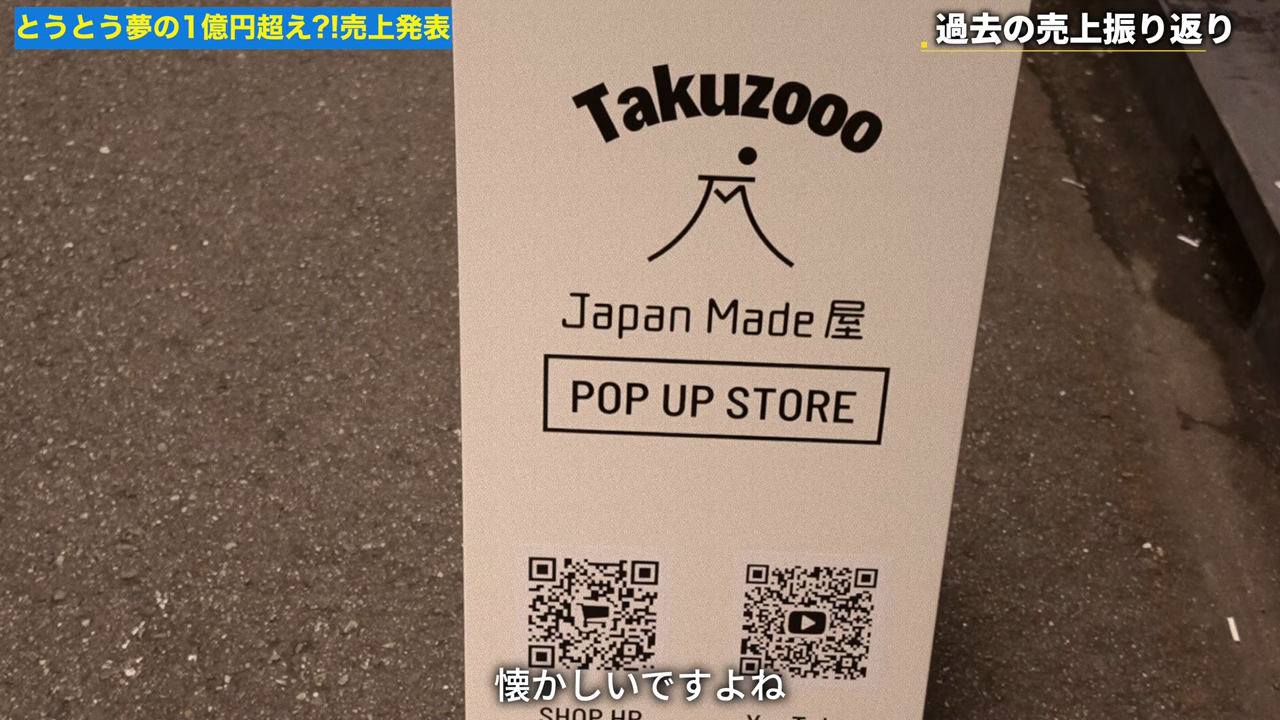 とうとう夢の1億円超え?!売上発表
過去の売上振り返り
Takuzooo
Japan Made 屋
POP UP STORE
懐かしいですよね
SHOP HP